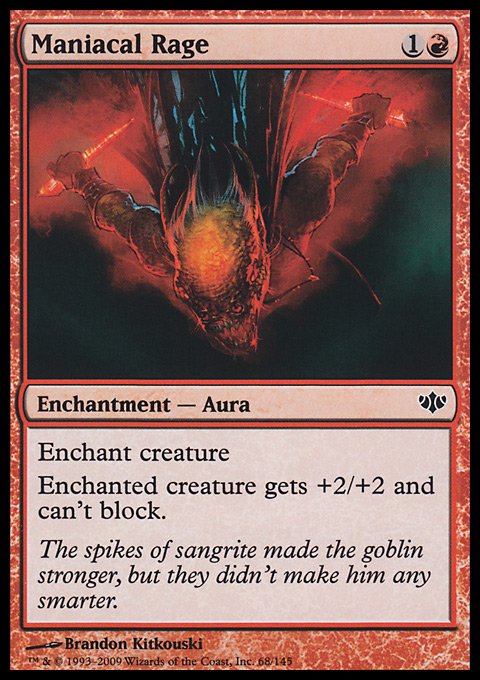 Maniacal Rage 1
Enchantment — Aura
Enchant creature
Enchanted creature gets +2/+2 and
can't block.
The spikes of sangrite made the goblin
stronger, but they didn't make him any
smarter.
Brandon Kitkouski
™ & © 1993–2009 Wizards of the Coast, Inc. 68/145